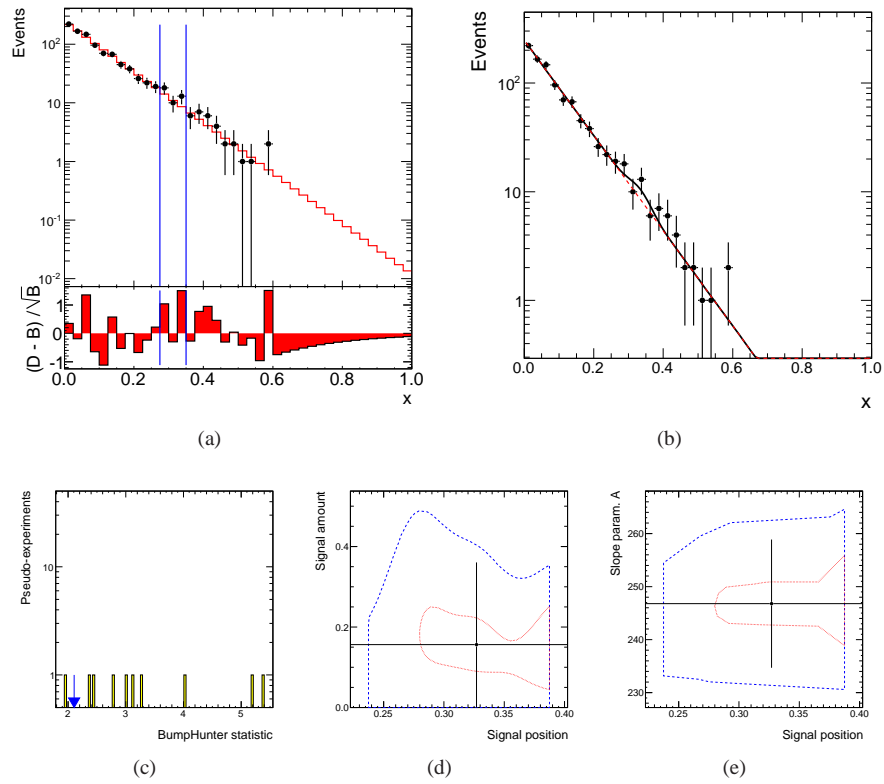 Events
10²
10
1
10⁻¹
10⁻²
(D - B) /√B
1
0
-1
0.0 0.2 0.4 0.6 0.8 1.0
x
(a)
Events
10²
10
1
0.0 0.2 0.4 0.6 0.8 1.0
x
(b)
Pseudo-experiments
10
1
2 3 4 5
BumpHunter statistic
(c)
Signal amount
0.4
0.2
0.0
0.25 0.30 0.35 0.40
Signal position
(d)
Slope param. A
260
250
240
230
0.25 0.30 0.35 0.40
Signal position
(e)